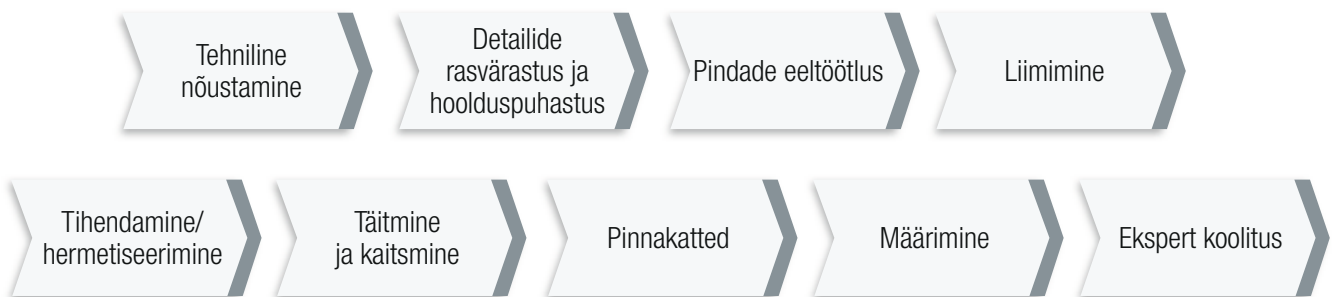 Tehniline
nõustamine
Detailide
rasvärastus ja
hoolduspuhastus
Pindade eeltöötlus
Liimimine
Tihendamine/
hermetiseerimine
Täitmine
ja kaitsmine
Pinnakatted
Määrimine
Ekspert koolitus